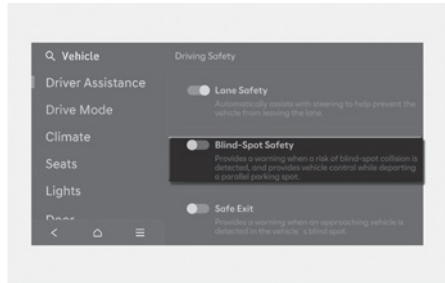 Vehicle
Driving Safety
Driver Assistance
Lane Safety
Automatically assists with steering to help prevent the
vehicle from leaving the lane.
Drive Mode
Climate
Blind-Spot Safety
Provides a warning when a risk of blind-spot collision is
detected, and provides vehicle control while departing
a parallel parking spot.
Seats
Lights
Safe Exit
Provides a warning when an approaching vehicle is
detected in the vehicle's blind spot.
Door